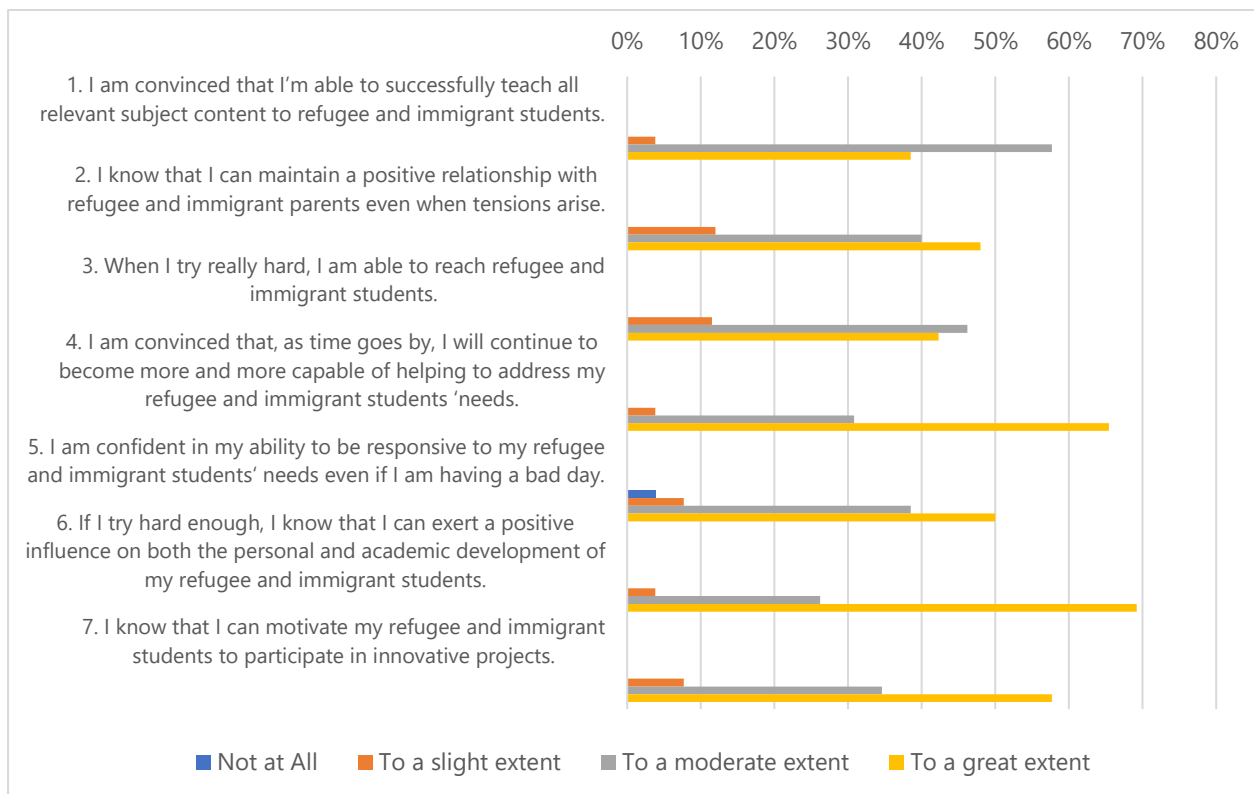 0% 10% 20% 30% 40% 50% 60% 70% 80%
1. I am convinced that I’m able to successfully teach all
relevant subject content to refugee and immigrant students.
2. I know that I can maintain a positive relationship with
refugee and immigrant parents even when tensions arise.
3. When I try really hard, I am able to reach refugee and
immigrant students.
4. I am convinced that, as time goes by, I will continue to
become more and more capable of helping to address my
refugee and immigrant students ‘needs.
5. I am confident in my ability to be responsive to my refugee
and immigrant students‘ needs even if I am having a bad day.
6. If I try hard enough, I know that I can exert a positive
influence on both the personal and academic development of
my refugee and immigrant students.
7. I know that I can motivate my refugee and immigrant
students to participate in innovative projects.
Not at All To a slight extent To a moderate extent To a great extent